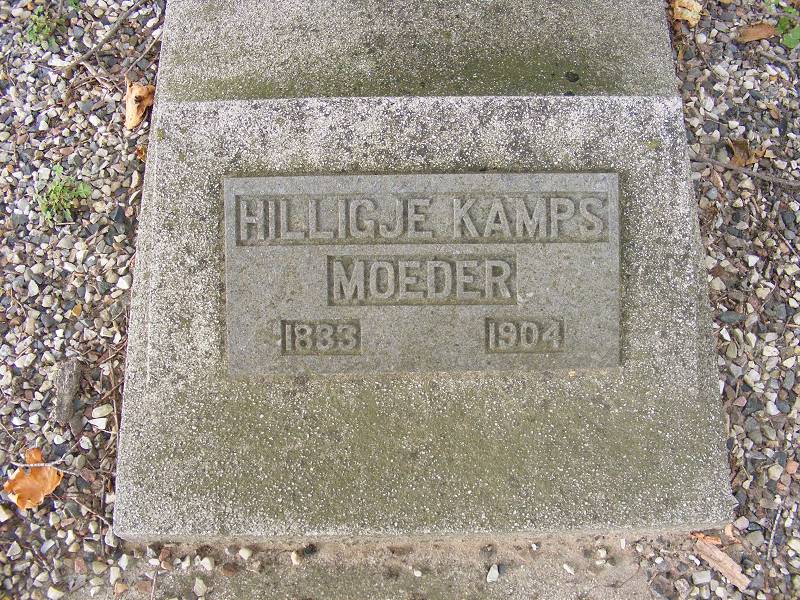 HILLIGJE KAMPS
MOEDER
1833 1904